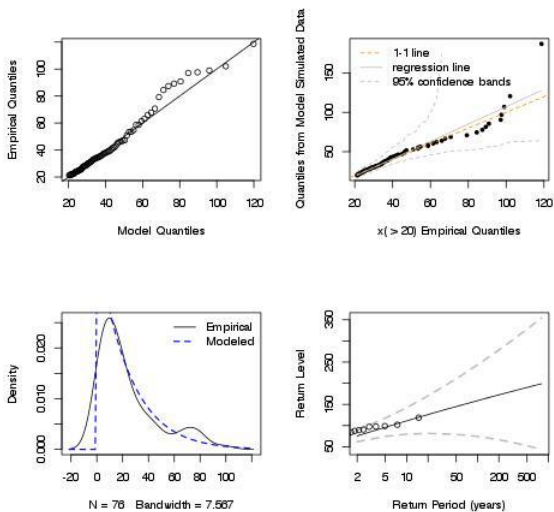 Empirical Quantiles
100
80
60
40
20
20 40 60 80 100 120
Model Quantiles
Quantiles from Model Simulated Data
150
100
50
1-1 line
regression line
95% confidence bands
20 40 60 80 100 120
x( > 20) Empirical Quantiles
Density
0.020
0.010
0.000
Empirical
Modeled
-20 0 20 40 60 80 100
N = 76 Bandwidth = 7.567
Return Level
350
200
150
100
50
2 5 10 50 200 500
Return Period (years)